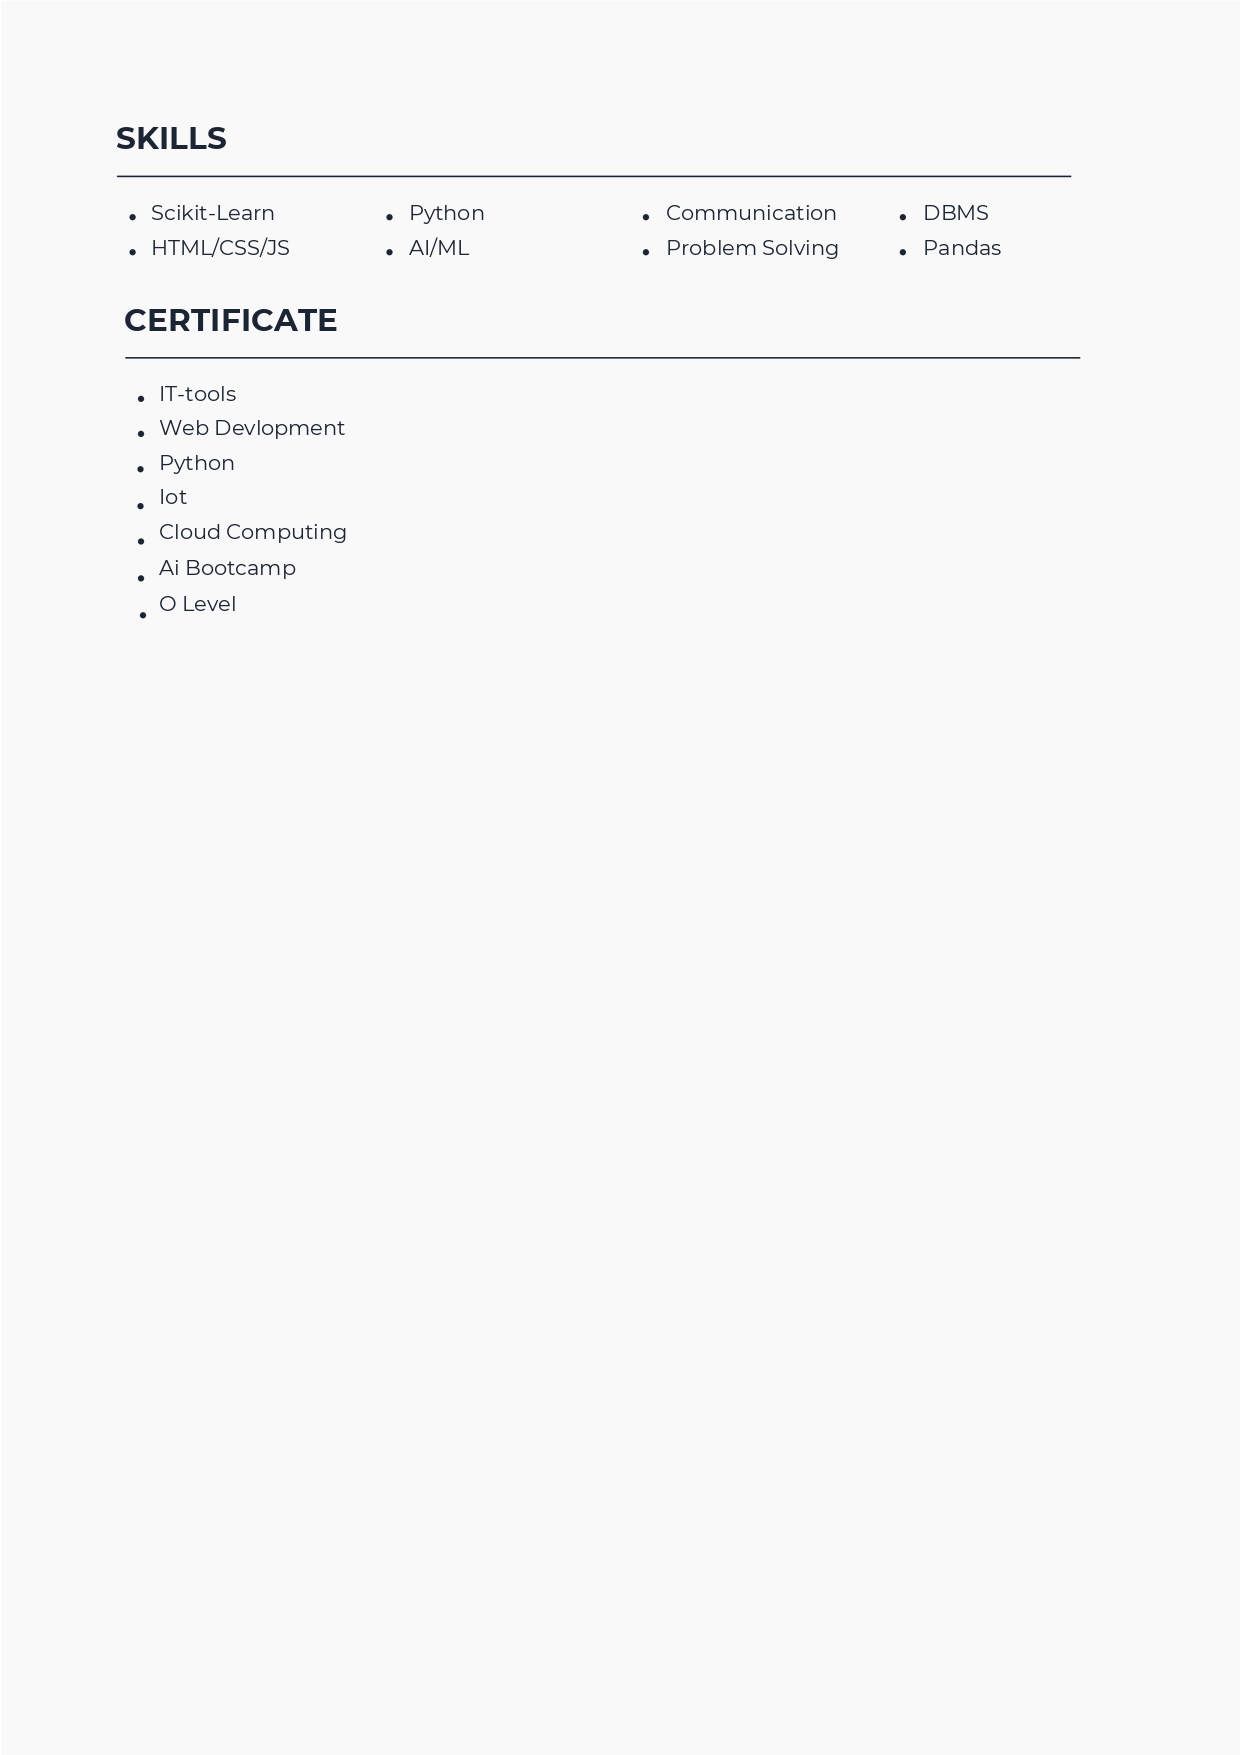 SKILLS
• Scikit-Learn • Python • Communication • DBMS
• HTML/CSS/JS • AI/ML • Problem Solving • Pandas
CERTIFICATE
• IT-tools
• Web Devlopment
• Python
• Iot
• Cloud Computing
• Ai Bootcamp
• O Level